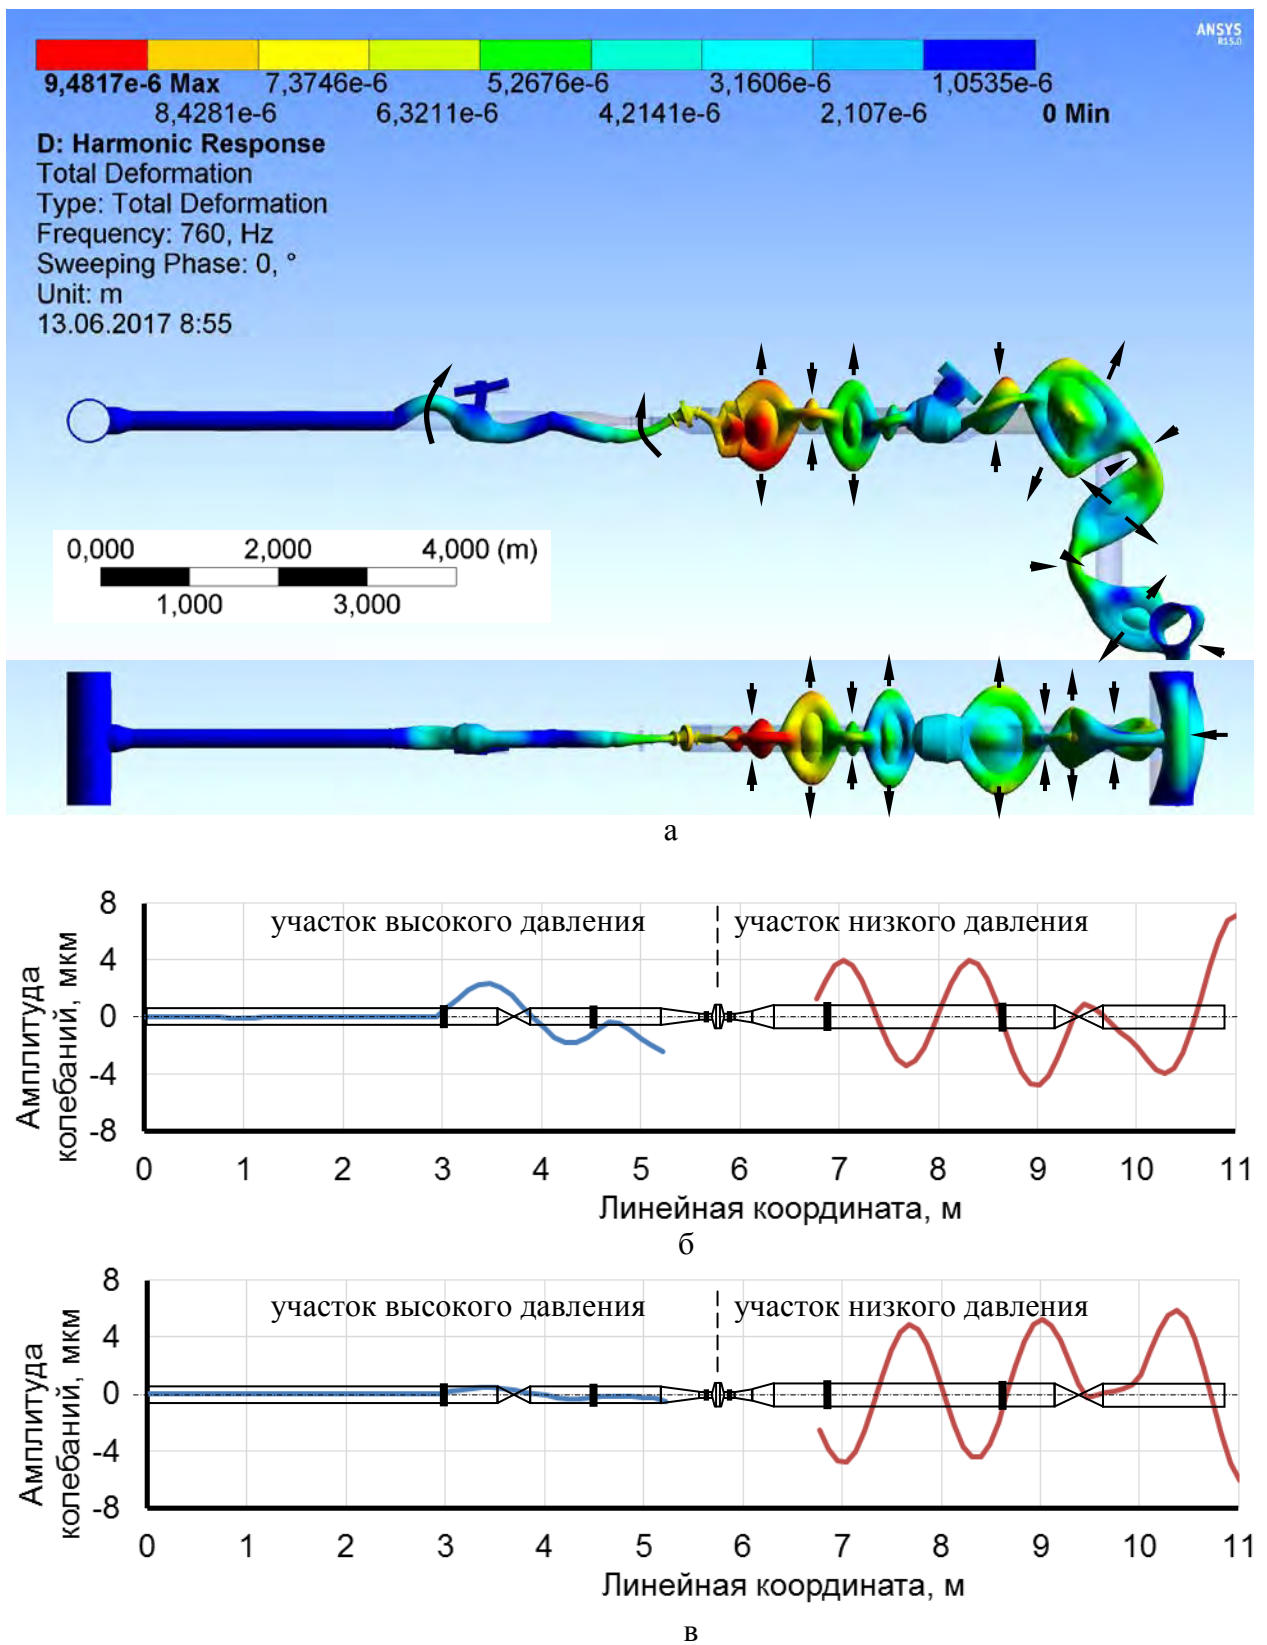 ANSYS
R15.0
9,4817e-6 Max 7,3746e-6 5,2676e-6 3,1606e-6 1,0535e-6
8,4281e-6 6,3211e-6 4,2141e-6 2,107e-6 0 Min
D: Harmonic Response
Total Deformation
Type: Total Deformation
Frequency: 760, Hz
Sweeping Phase: 0, °
Unit: m
13.06.2017 8:55
0,000 2,000 4,000 (m)
1,000 3,000
а
Амплитуда
колебаний, мкм
8
4
0
-4
-8
участок высокого давления участок низкого давления
0 1 2 3 4 5 6 7 8 9 10 11
Линейная координата, м
б
Амплитуда
колебаний, мкм
8
4
0
-4
-8
участок высокого давления участок низкого давления
0 1 2 3 4 5 6 7 8 9 10 11
Линейная координата, м
в